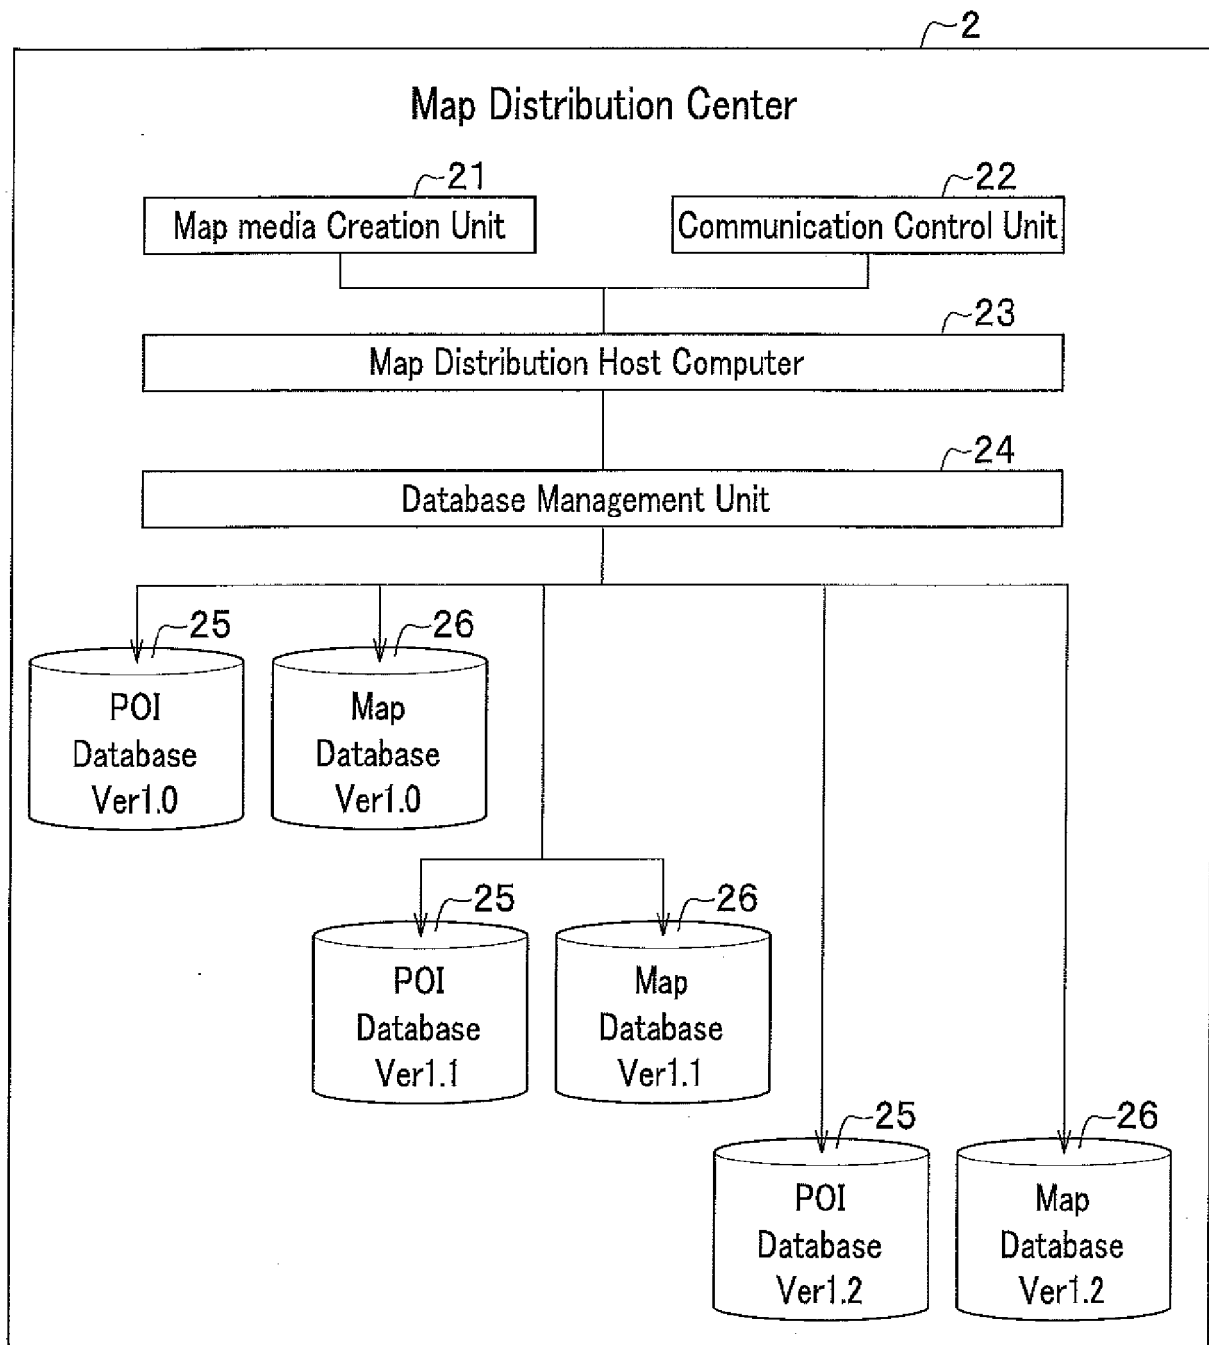 2
Map Distribution Center
21
22
Map media Creation Unit
Communication Control Unit
23
Map Distribution Host Computer
24
Database Management Unit
25
26
POI
Database
Ver1.0
Map
Database
Ver1.0
25
26
POI
Database
Ver1.1
Map
Database
Ver1.1
25
26
POI
Database
Ver1.2
Map
Database
Ver1.2